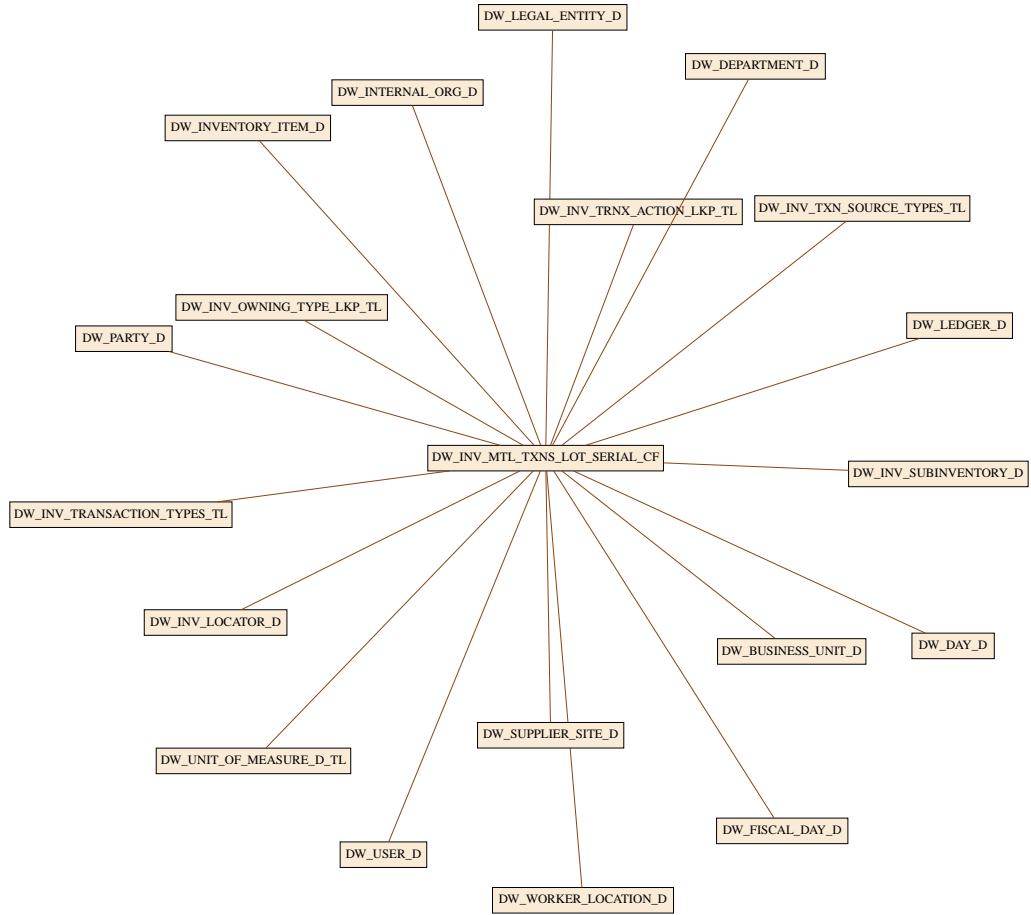 DW_LEGAL_ENTITY_D
DW_DEPARTMENT_D
DW_INTERNAL_ORG_D
DW_INVENTORY_ITEM_D
DW_INV_TRNX_ACTION_LKP_TL
DW_INV_TXN_SOURCE_TYPES_TL
DW_INV_OWNING_TYPE_LKP_TL
DW_LEDGER_D
DW_PARTY_D
DW_INV_MTL_TXNS_LOT_SERIAL_CF
DW_INV_SUBINVENTORY_D
DW_INV_TRANSACTION_TYPES_TL
DW_INV_LOCATOR_D
DW_DAY_D
DW_BUSINESS_UNIT_D
DW_SUPPLIER_SITE_D
DW_UNIT_OF_MEASURE_D_TL
DW_FISCAL_DAY_D
DW_USER_D
DW_WORKER_LOCATION_D